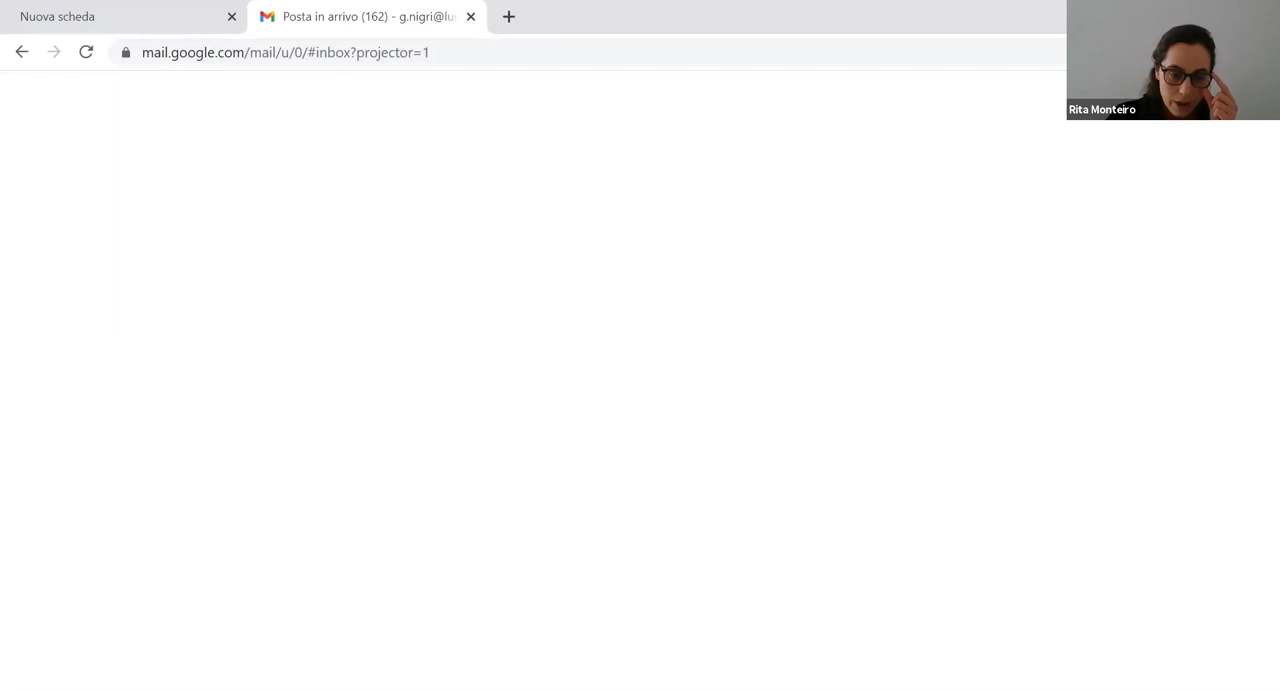 Nuova scheda
Posta in arrivo (162) - g.nigri@lu
mail.google.com/mail/u/0/#inbox?projector=1
Rita Monteiro